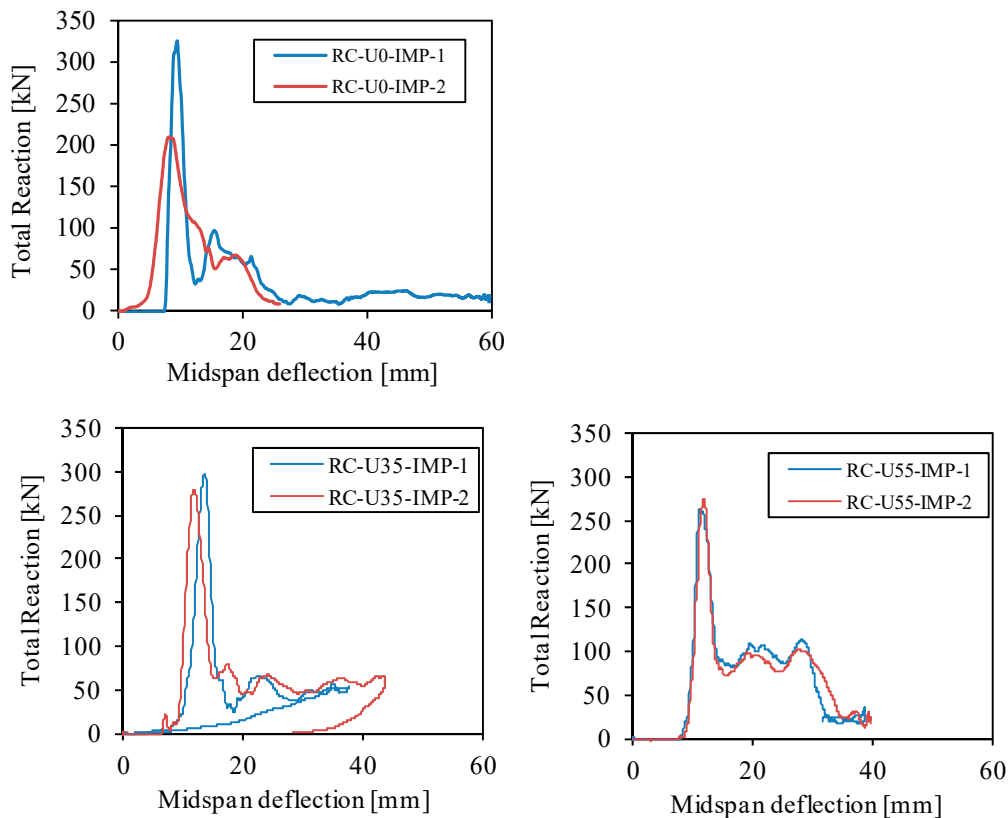 350
300
250
200
150
100
50
0
Total Reaction [kN]
RC-U0-IMP-1
RC-U0-IMP-2
0 20 40 60
Midspan deflection [mm]
350
300
250
200
150
100
50
0
Total Reaction [kN]
RC-U35-IMP-1
RC-U35-IMP-2
0 20 40 60
Midspan deflection [mm]
350
300
250
200
150
100
50
0
Total Reaction [kN]
RC-U55-IMP-1
RC-U55-IMP-2
0 20 40 60
Midspan deflection [mm]